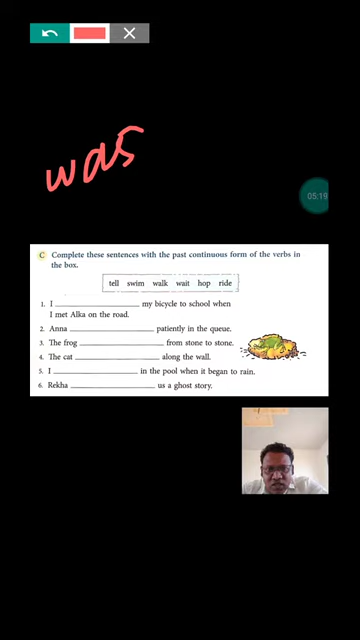 was
05:19
C Complete these sentences with the past continuous form of the verbs in
the box.
tell swim walk wait hop ride
1. I ____________ my bicycle to school when
I met Alka on the road.
2. Anna ____________ patiently in the queue.
3. The frog ____________ from stone to stone.
4. The cat ____________ along the wall.
5. I ____________ in the pool when it began to rain.
6. Rekha ____________ us a ghost story.